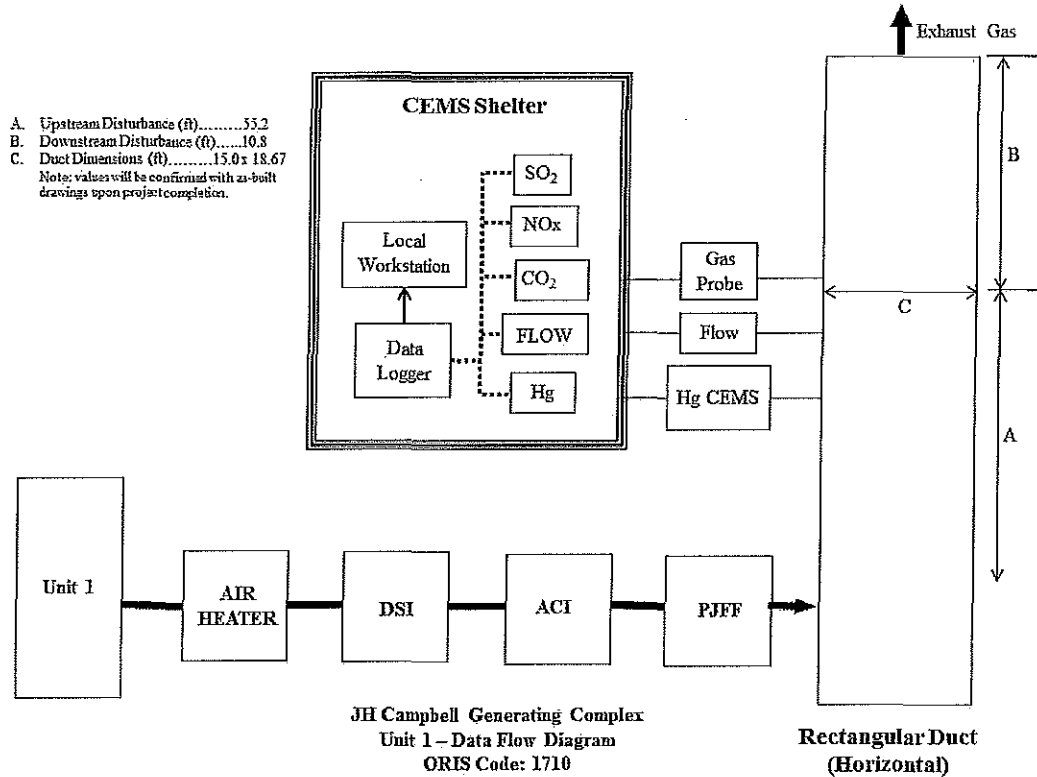 Exhaust Gas
A. Upstream Disturbance (ft).........55.2
B. Downstream Disturbance (ft).....10.8
C. Duct Dimensions (ft).........15.0 x 18.67
Note: values will be confirmed with as-built
drawings upon project completion.
CEMS Shelter
SO₂
NOx
CO₂
FLOW
Hg
Local
Workstation
Data
Logger
Gas
Probe
Flow
Hg CEMS
B
C
A
Unit 1
AIR
HEATER
DSI
ACI
PJFF
JH Campbell Generating Complex
Unit 1 – Data Flow Diagram
ORIS Code: 1710
Rectangular Duct
(Horizontal)